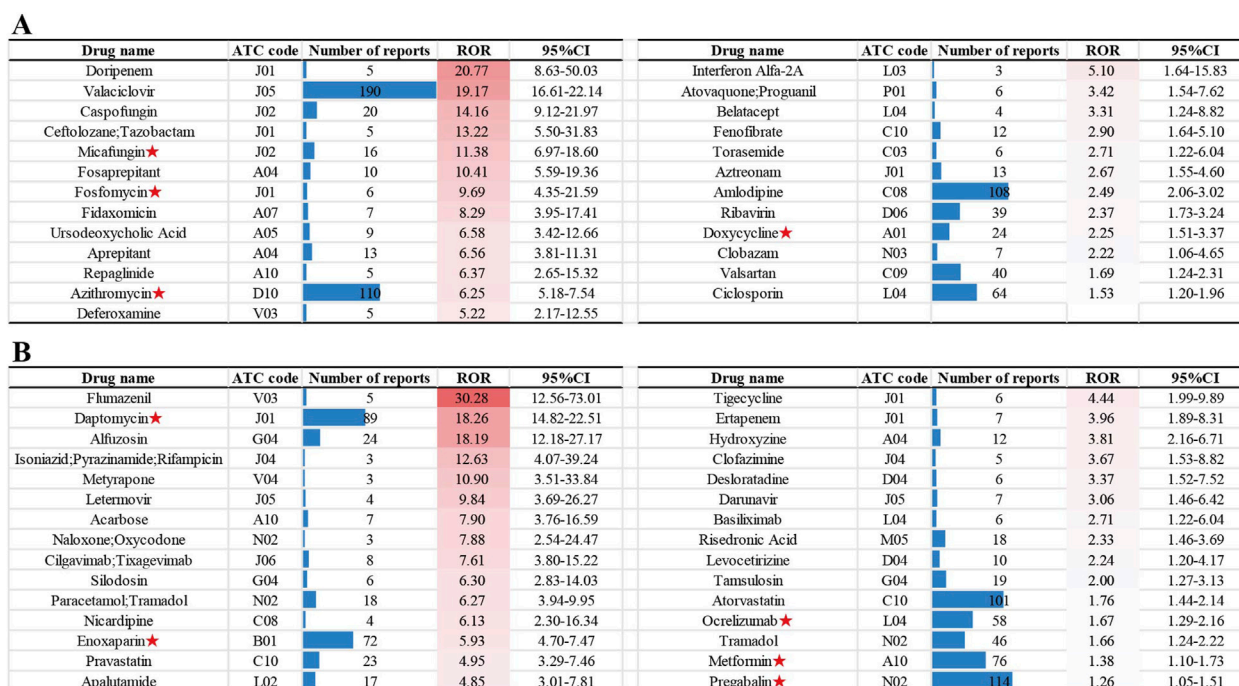 A
Drug name ATC code Number of reports ROR 95%CI
Doripenem J01 5 20.77 8.63-50.03
Valaciclovir J05 190 19.17 16.61-22.14
Caspofungin J02 20 14.16 9.12-21.97
Ceftolozane;Tazobactam J01 5 13.22 5.50-31.83
Micafungin★ J02 16 11.38 6.97-18.60
Fosaprepitant A04 10 10.41 5.59-19.36
Fosfomycin★ J01 6 9.69 4.35-21.59
Fidaxomicin A07 7 8.29 3.95-17.41
Ursodeoxycholic Acid A05 9 6.58 3.42-12.66
Aprepitant A04 13 6.56 3.81-11.31
Repaglinide A10 5 6.37 2.65-15.32
Azithromycin★ D10 110 6.25 5.18-7.54
Deferoxamine V03 5 5.22 2.17-12.55
Drug name ATC code Number of reports ROR 95%CI
Interferon Alfa-2A L03 3 5.10 1.64-15.83
Atovaquone;Proguanil P01 6 3.42 1.54-7.62
Belatacept L04 4 3.31 1.24-8.82
Fenofibrate C10 12 2.90 1.64-5.10
Torasemide C03 6 2.71 1.22-6.04
Aztreonam J01 13 2.67 1.55-4.60
Amlodipine C08 108 2.49 2.06-3.02
Ribavirin D06 39 2.37 1.73-3.24
Doxycycline★ A01 24 2.25 1.51-3.37
Clobazam N03 7 2.22 1.06-4.65
Valsartan C09 40 1.69 1.24-2.31
Ciclosporin L04 64 1.53 1.20-1.96
B
Drug name ATC code Number of reports ROR 95%CI
Flumazenil V03 5 30.28 12.56-73.01
Daptomycin★ J01 89 18.26 14.82-22.51
Alfuzosin G04 24 18.19 12.18-27.17
Isoniazid;Pyrazinamide;Rifampicin J04 3 12.63 4.07-39.24
Metyrapone V04 3 10.90 3.51-33.84
Letermovir J05 4 9.84 3.69-26.27
Acarbose A10 7 7.90 3.76-16.59
Naloxone;Oxycodone N02 3 7.88 2.54-24.47
Cilgavimab;Tixagevimab J06 8 7.61 3.80-15.22
Silodosin G04 6 6.30 2.83-14.03
Paracetamol;Tramadol N02 18 6.27 3.94-9.95
Nicardipine C08 4 6.13 2.30-16.34
Enoxaparin★ B01 72 5.93 4.70-7.47
Pravastatin C10 23 4.95 3.29-7.46
Apalutamide L02 17 4.85 3.01-7.81
Drug name ATC code Number of reports ROR 95%CI
Tigecycline J01 6 4.44 1.99-9.89
Ertapenem J01 7 3.96 1.89-8.31
Hydroxyzine A04 12 3.81 2.16-6.71
Clofazimine J04 5 3.67 1.53-8.82
Desloratadine D04 6 3.37 1.52-7.52
Darunavir J05 7 3.06 1.46-6.42
Basiliximab L04 6 2.71 1.22-6.04
Risedronic Acid M05 18 2.33 1.46-3.69
Levocetirizine D04 10 2.24 1.20-4.17
Tamsulosin G04 19 2.00 1.27-3.13
Atorvastatin C10 101 1.76 1.44-2.14
Ocrelizumab★ L04 58 1.67 1.29-2.16
Tramadol N02 46 1.66 1.24-2.22
Metformin★ A10 76 1.38 1.10-1.73
Pregabalin★ N02 114 1.26 1.05-1.51